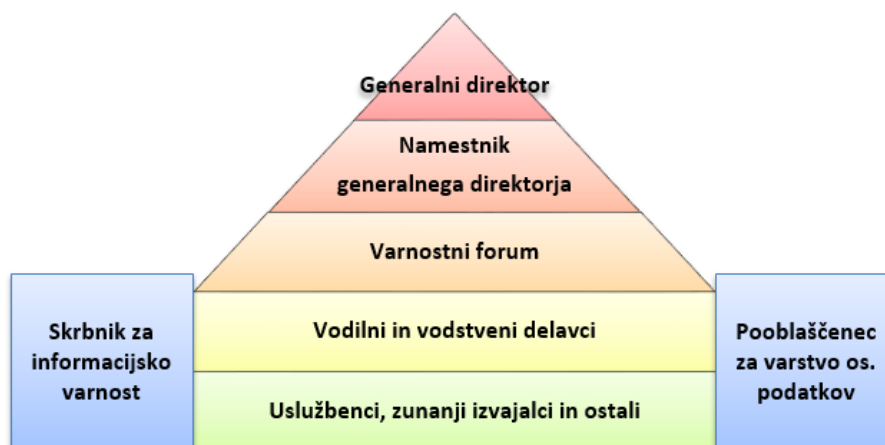 Generalni direktor
Namestnik
generalnega direktorja
Varnostni forum
Skrbnik za
informacijsko
varnost
Vodilni in vodstveni delavci
Uslužbenci, zunanji izvajalci in ostali
Pooblaščenec
za varstvo os.
podatkov